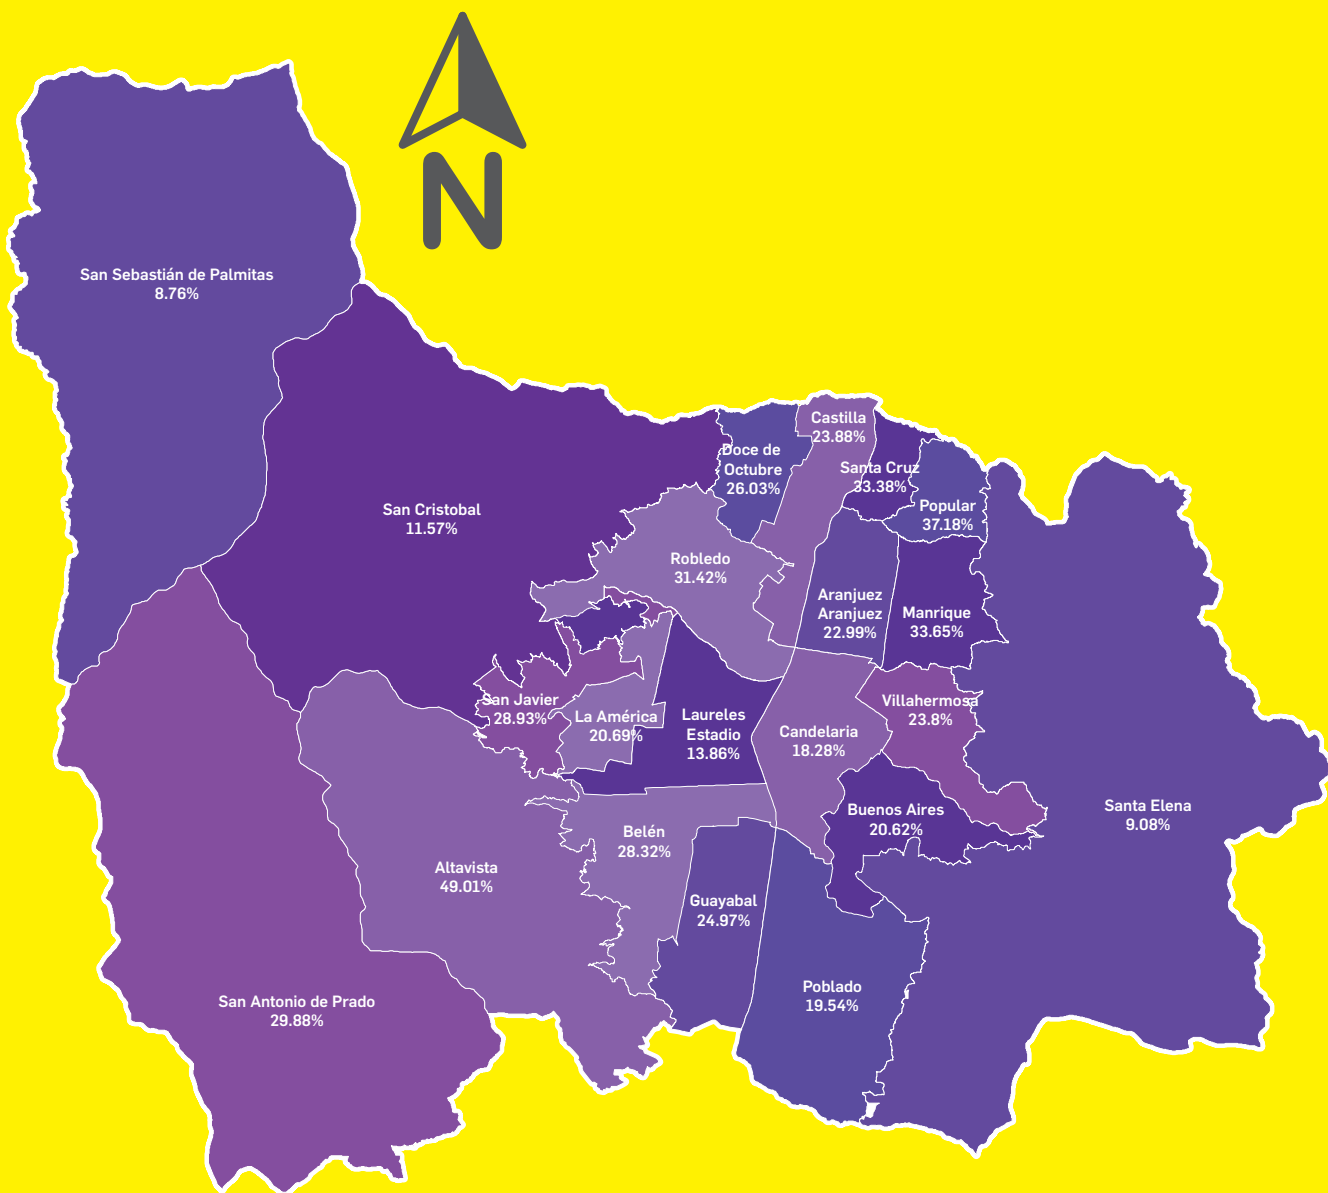 N
San Sebastián de Palmitas
8.76%
San Cristobal
11.57%
Doce de
Octubre
26.03%
Castilla
23.88%
Santa Cruz
33.38%
Popular
37.18%
Robledo
31.42%
Aranjuez
Aranjuez
22.99%
Manrique
33.65%
San Javier
28.93%
La América
20.69%
Laureles
Estadio
13.86%
Candelaria
18.28%
Villahermosa
23.8%
Buenos Aires
20.62%
Santa Elena
9.08%
Belén
28.32%
Altavista
49.01%
Guayabal
24.97%
Poblado
19.54%
San Antonio de Prado
29.88%